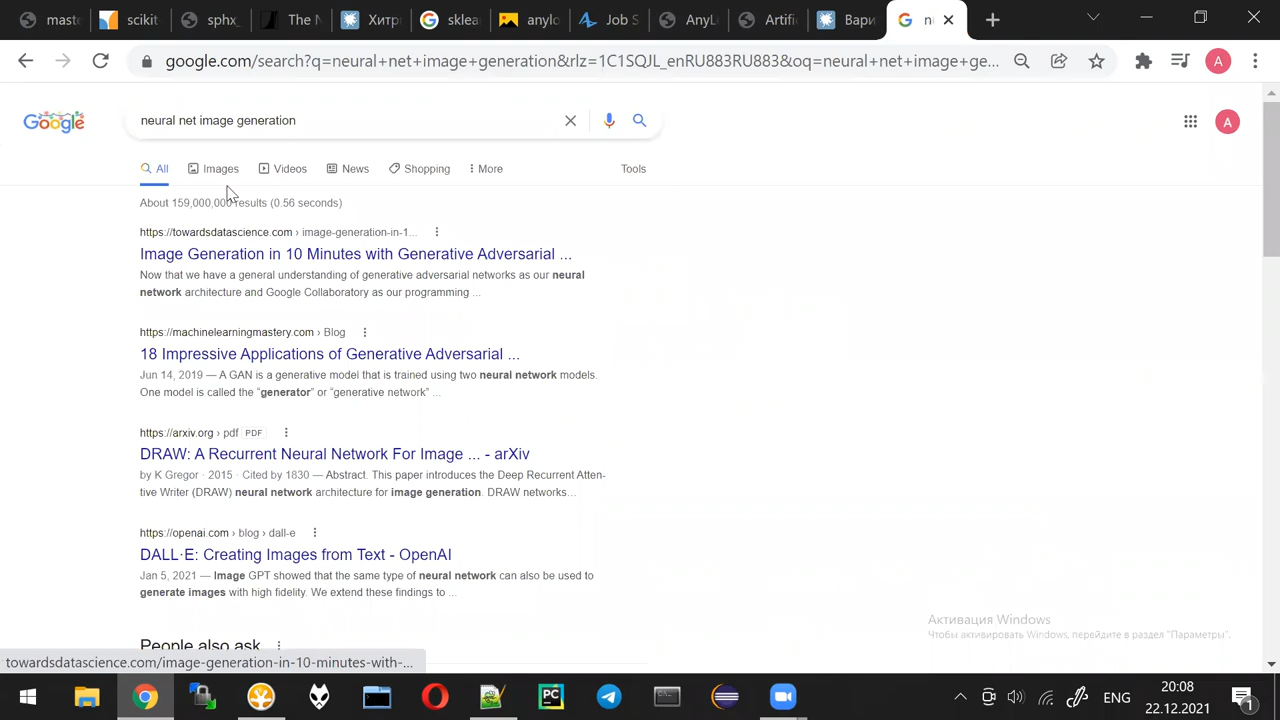 maste
scikit
sphx_
The N
Хитр
sklea
anylo
Job S
AnyL
Artifi
Вари
n
google.com/search?q=neural+net+image+generation&rlz=1C1SQJL_enRU883RU883&oq=neural+net+image+ge...
A
Google
neural net image generation
A
All
Images
Videos
News
Shopping
More
Tools
About 159,000,000 results (0.56 seconds)
https://towardsdatascience.com › image-generation-in-1...
Image Generation in 10 Minutes with Generative Adversarial ...
Now that we have a general understanding of generative adversarial networks as our neural
network architecture and Google Collaboratory as our programming ...
https://machinelearningmastery.com › Blog
18 Impressive Applications of Generative Adversarial ...
Jun 14, 2019 — A GAN is a generative model that is trained using two neural network models.
One model is called the “generator” or “generative network” ...
https://arxiv.org › pdf PDF
DRAW: A Recurrent Neural Network For Image ... - arXiv
by K Gregor · 2015 · Cited by 1830 — Abstract. This paper introduces the Deep Recurrent Atten-
tive Writer (DRAW) neural network architecture for image generation. DRAW networks...
https://openai.com › blog › dall-e
DALL·E: Creating Images from Text - OpenAI
Jan 5, 2021 — Image GPT showed that the same type of neural network can also be used to
generate images with high fidelity. We extend these findings to ...
People also ask
Активация Windows
Чтобы активировать Windows, перейдите в раздел "Параметры".
towardsdatascience.com/image-generation-in-10-minutes-with-...
PC
ENG
20:08
22.12.2021
1